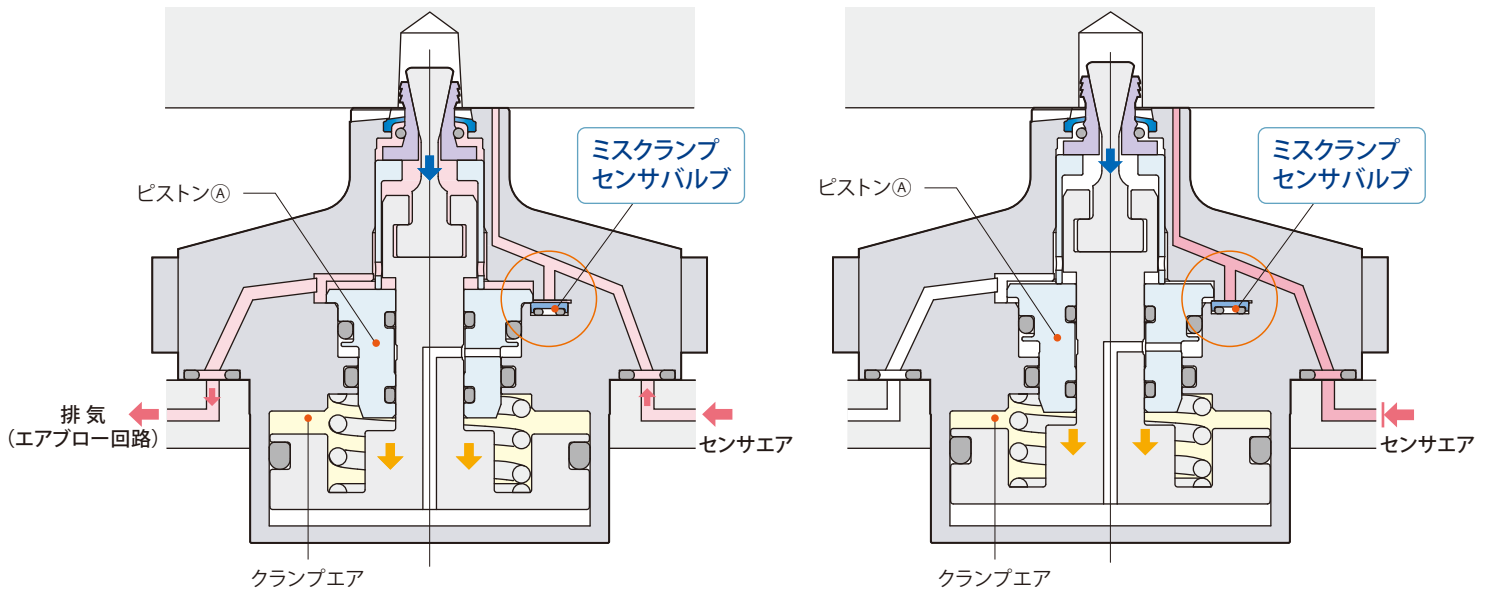 ミスクランプ
センサバルブ
ピストンⒶ
排 気
(エアブロー回路)
センサエア
クランプエア
ミスクランプ
センサバルブ
ピストンⒶ
センサエア
クランプエア